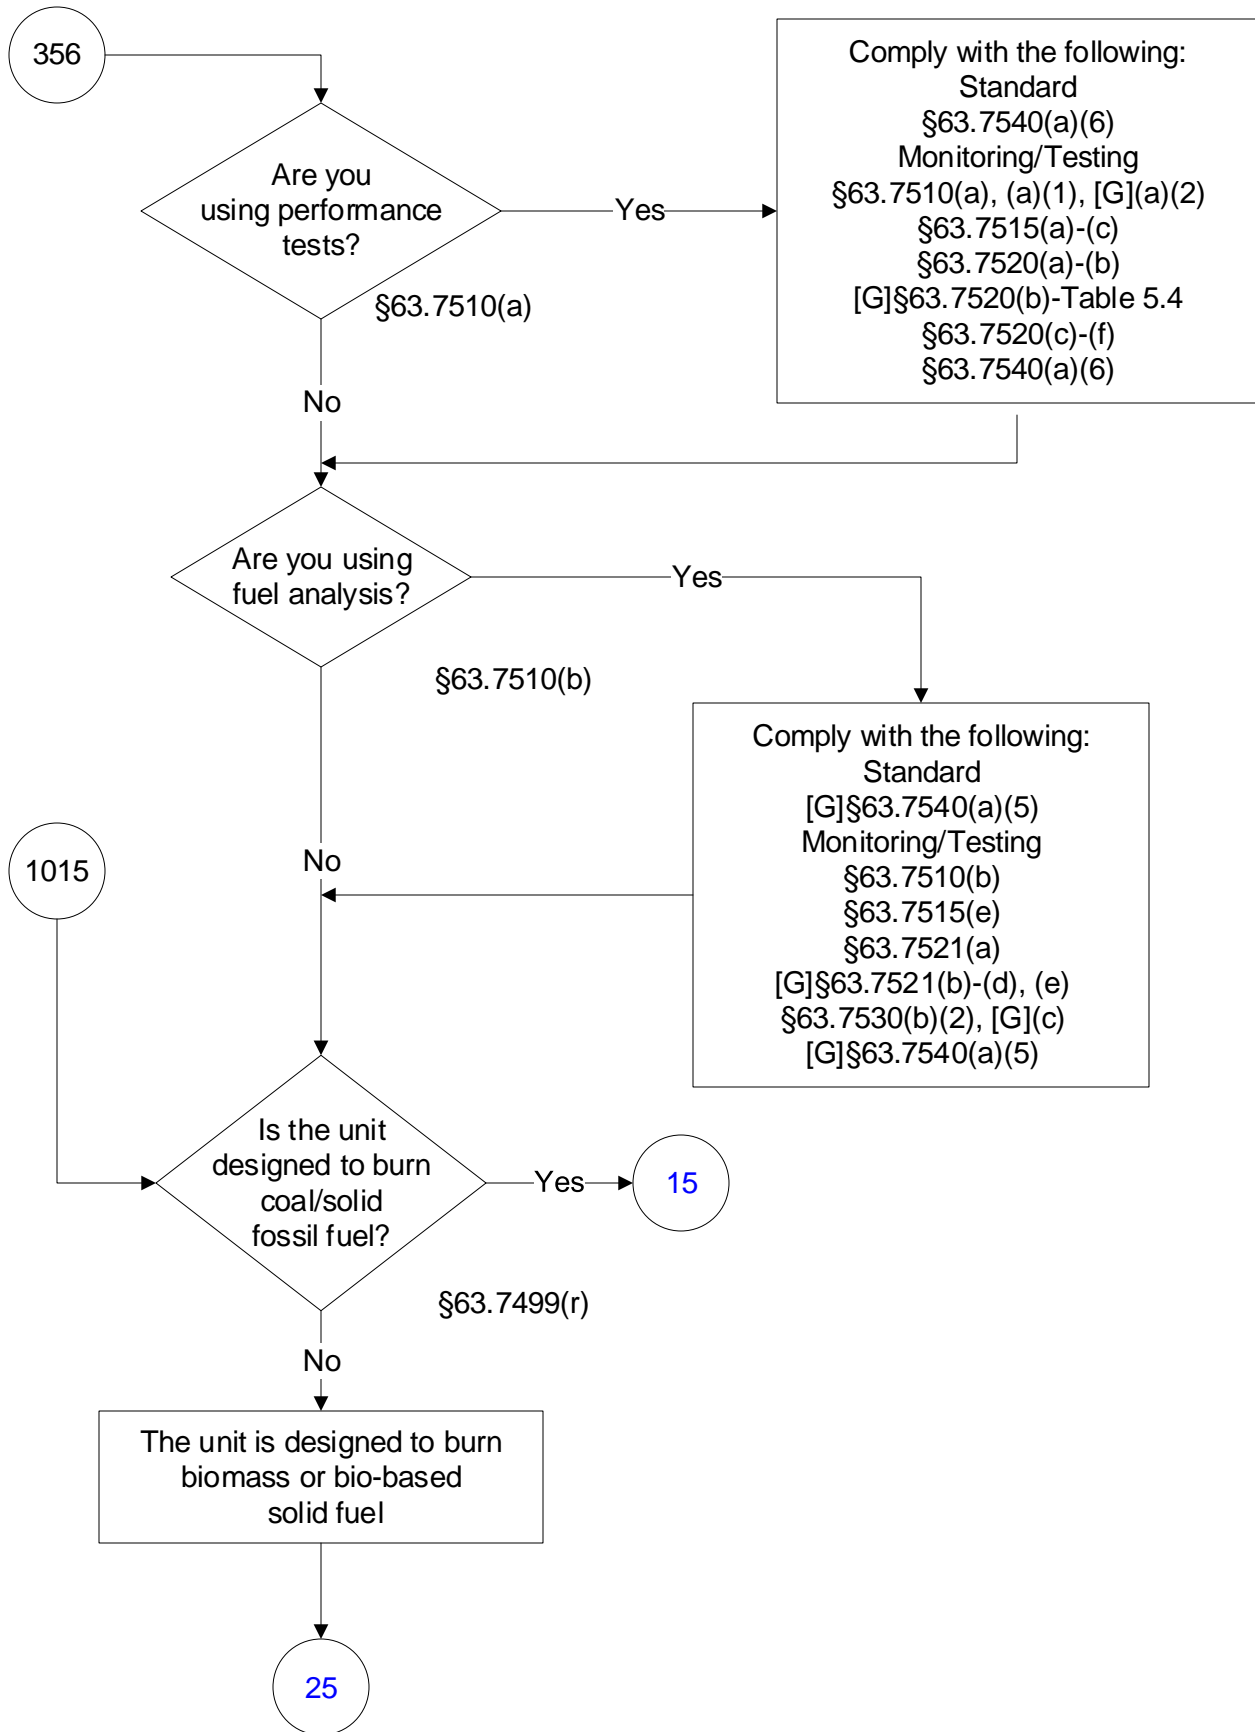 356
Are you
using performance
tests?
Yes
Comply with the following:
Standard
§63.7540(a)(6)
Monitoring/Testing
§63.7510(a), (a)(1), [G](a)(2)
§63.7515(a)-(c)
§63.7520(a)-(b)
[G]§63.7520(b)-Table 5.4
§63.7520(c)-(f)
§63.7540(a)(6)
§63.7510(a)
No
Are you using
fuel analysis?
Yes
§63.7510(b)
Comply with the following:
Standard
[G]§63.7540(a)(5)
Monitoring/Testing
§63.7510(b)
§63.7515(e)
§63.7521(a)
[G]§63.7521(b)-(d), (e)
§63.7530(b)(2), [G](c)
[G]§63.7540(a)(5)
No
1015
Is the unit
designed to burn
coal/solid
fossil fuel?
Yes
15
§63.7499(r)
No
The unit is designed to burn
biomass or bio-based
solid fuel
25